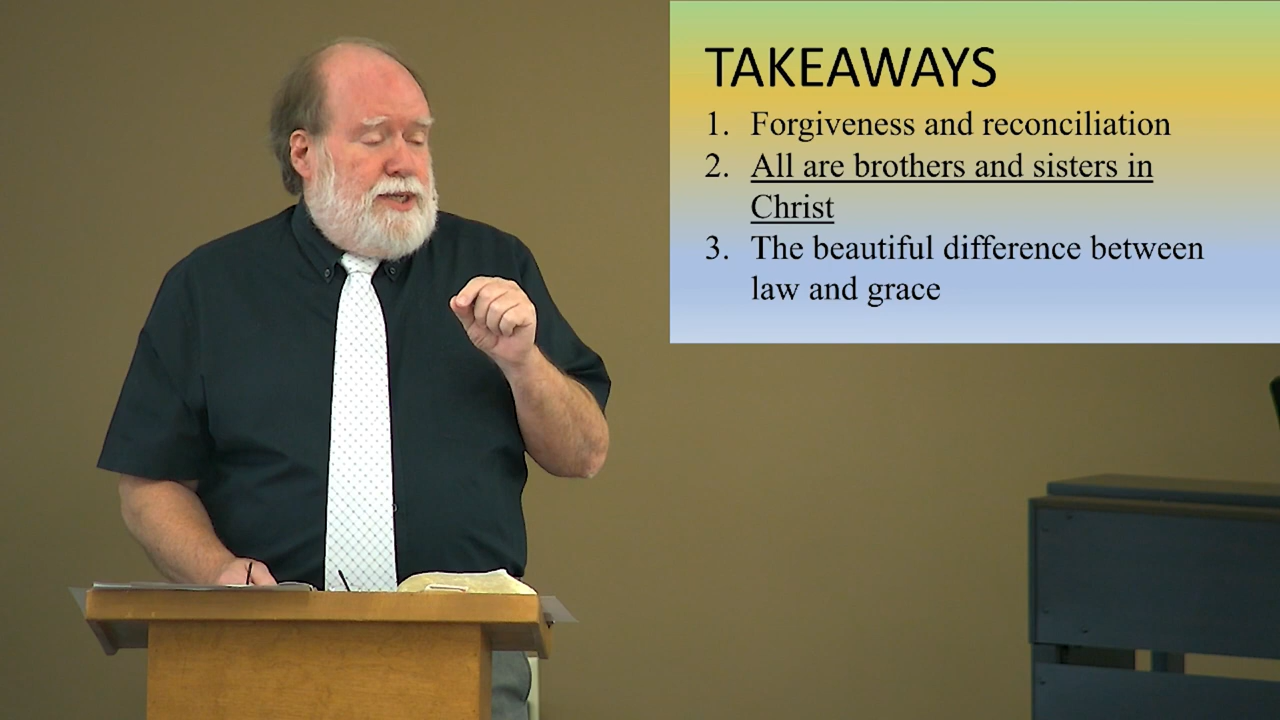 TAKEAWAYS
1. Forgiveness and reconciliation
2. All are brothers and sisters in
Christ
3. The beautiful difference between
law and grace